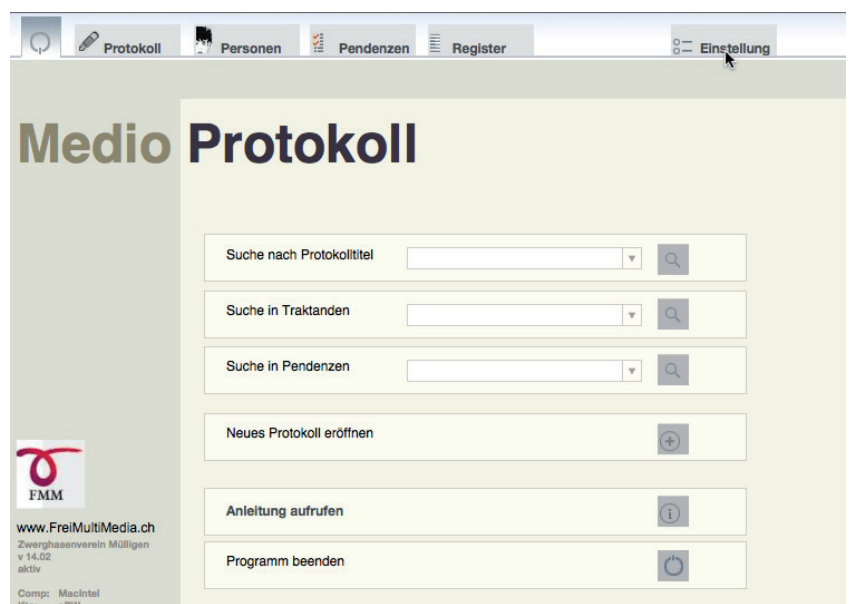 Protokoll Personen Pendenzen Register Einstellung
Medio Protokoll
Suche nach Protokolltitel
Suche in Traktanden
Suche in Pendenzen
Neues Protokoll eröffnen
Anleitung aufrufen
Programm beenden
FMM
www.FreiMultiMedia.ch
Zwerghasenverein Mülligen
v 14.02
aktiv
Comp: MacIntel